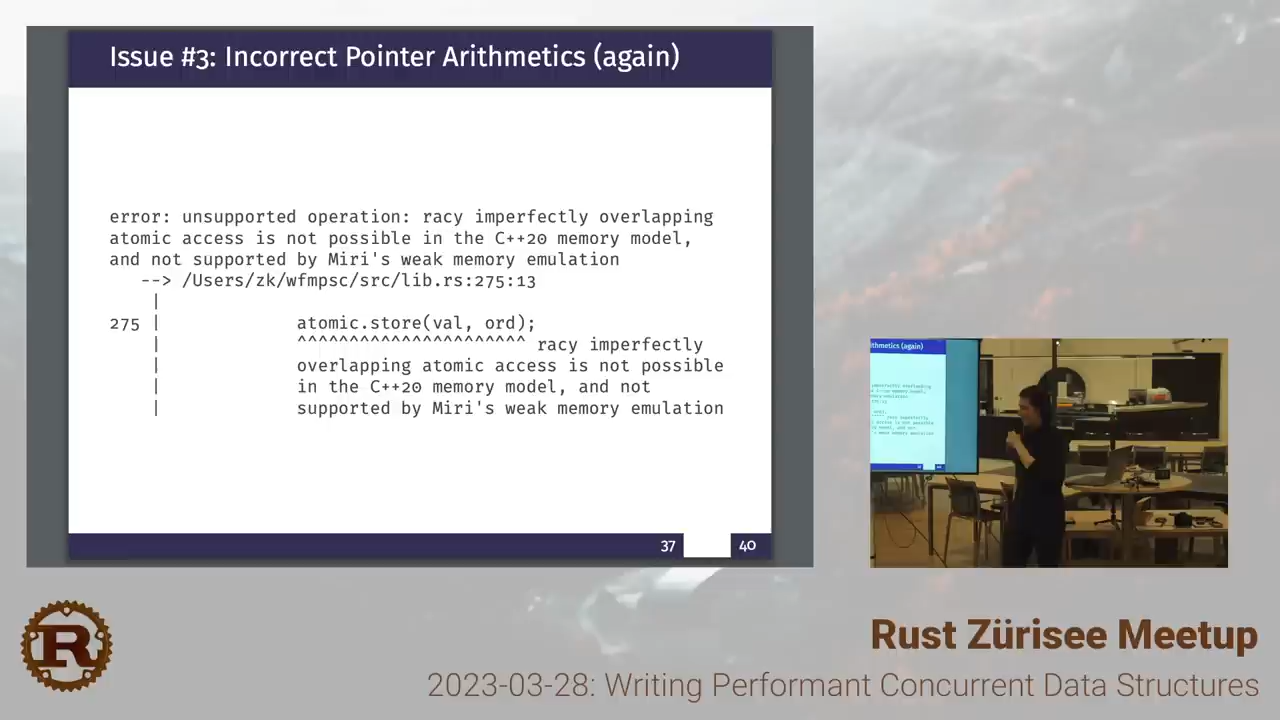 Issue #3: Incorrect Pointer Arithmetics (again)
error: unsupported operation: racy imperfectly overlapping
atomic access is not possible in the C++20 memory model,
and not supported by Miri's weak memory emulation
--> /Users/zk/wfmpsc/src/lib.rs:275:13
|
275 | atomic.store(val, ord);
| ^^^^^^^^^^^^^^^^^^^^^^ racy imperfectly
| overlapping atomic access is not possible
| in the C++20 memory model, and not
| supported by Miri's weak memory emulation
37 40
ithmetics (again)
R
Rust Zürisee Meetup
2023-03-28: Writing Performant Concurrent Data Structures